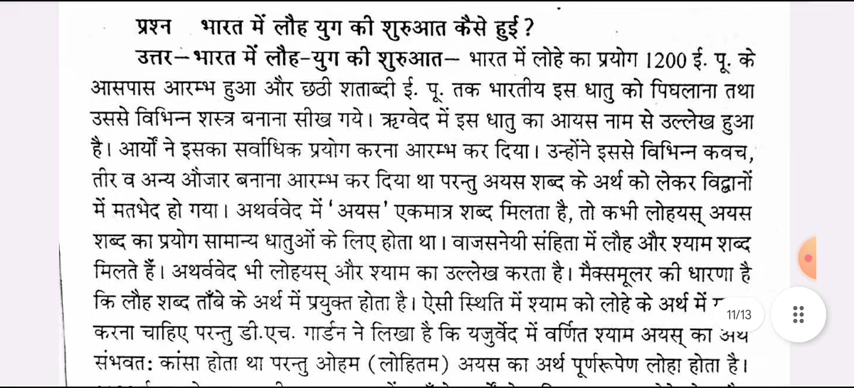 प्रश्न भारत में लौह युग की शुरुआत कैसे हुई ?
उत्तर–भारत में लौह-युग की शुरुआत– भारत में लोहे का प्रयोग 1200 ई. पू. के
आसपास आरम्भ हुआ और छठी शताब्दी ई. पू. तक भारतीय इस धातु को पिघलाना तथा
उससे विभिन्न शस्त्र बनाना सीख गये। ऋग्वेद में इस धातु का आयस नाम से उल्लेख हुआ
है। आर्यों ने इसका सर्वाधिक प्रयोग करना आरम्भ कर दिया। उन्होंने इससे विभिन्न कवच,
तीर व अन्य औजार बनाना आरम्भ कर दिया था परन्तु अयस शब्द के अर्थ को लेकर विद्वानों
में मतभेद हो गया। अथर्ववेद में 'अयस' एकमात्र शब्द मिलता है, तो कभी लोहयस् अयस
शब्द का प्रयोग सामान्य धातुओं के लिए होता था। वाजसनेयी संहिता में लौह और श्याम शब्द
मिलते हैं। अथर्ववेद भी लोहयस् और श्याम का उल्लेख करता है। मैक्समूलर की धारणा है
कि लौह शब्द ताँबे के अर्थ में प्रयुक्त होता है। ऐसी स्थिति में श्याम को लोहे के अर्थ में
11/13
करना चाहिए परन्तु डी.एच. गार्डन ने लिखा है कि यजुर्वेद में वर्णित श्याम अयस् का अर्थ
संभवत: कांसा होता था परन्तु ओहम (लोहितम) अयस का अर्थ पूर्णरूपेण लोहा होता है।